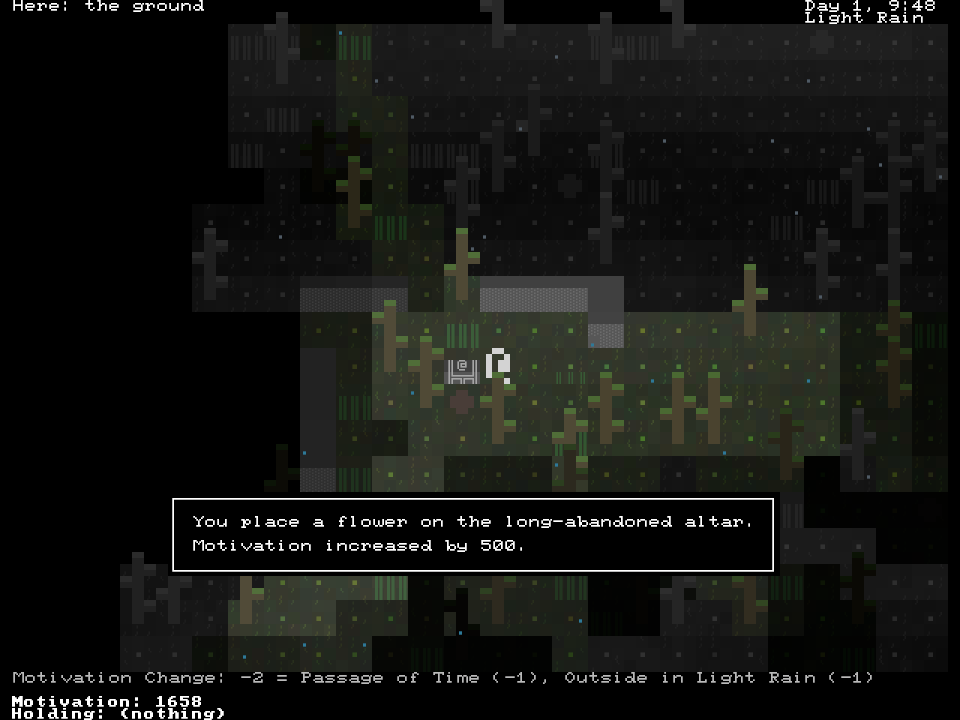 Here: the ground
Day 1, 9:48
Light Rain
@
You place a flower on the long-abandoned altar.
Motivation increased by 500.
Motivation Change: -2 = Passage of Time (-1), Outside in Light Rain (-1)
Motivation: 1658
Holding: (nothing)